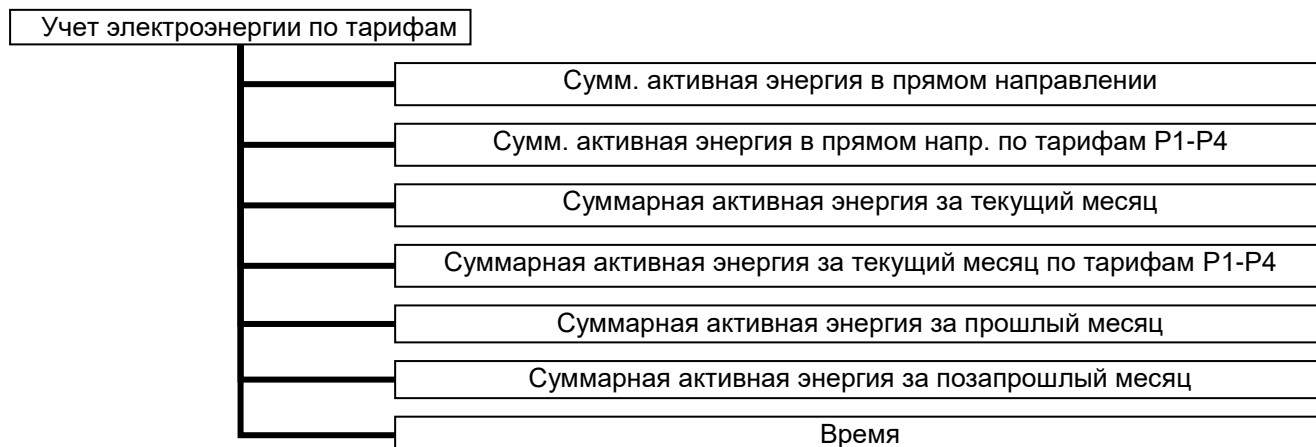 Учет электроэнергии по тарифам
Сумм. активная энергия в прямом направлении
Сумм. активная энергия в прямом напр. по тарифам Р1-Р4
Суммарная активная энергия за текущий месяц
Суммарная активная энергия за текущий месяц по тарифам Р1-Р4
Суммарная активная энергия за прошлый месяц
Суммарная активная энергия за позапрошлый месяц
Время